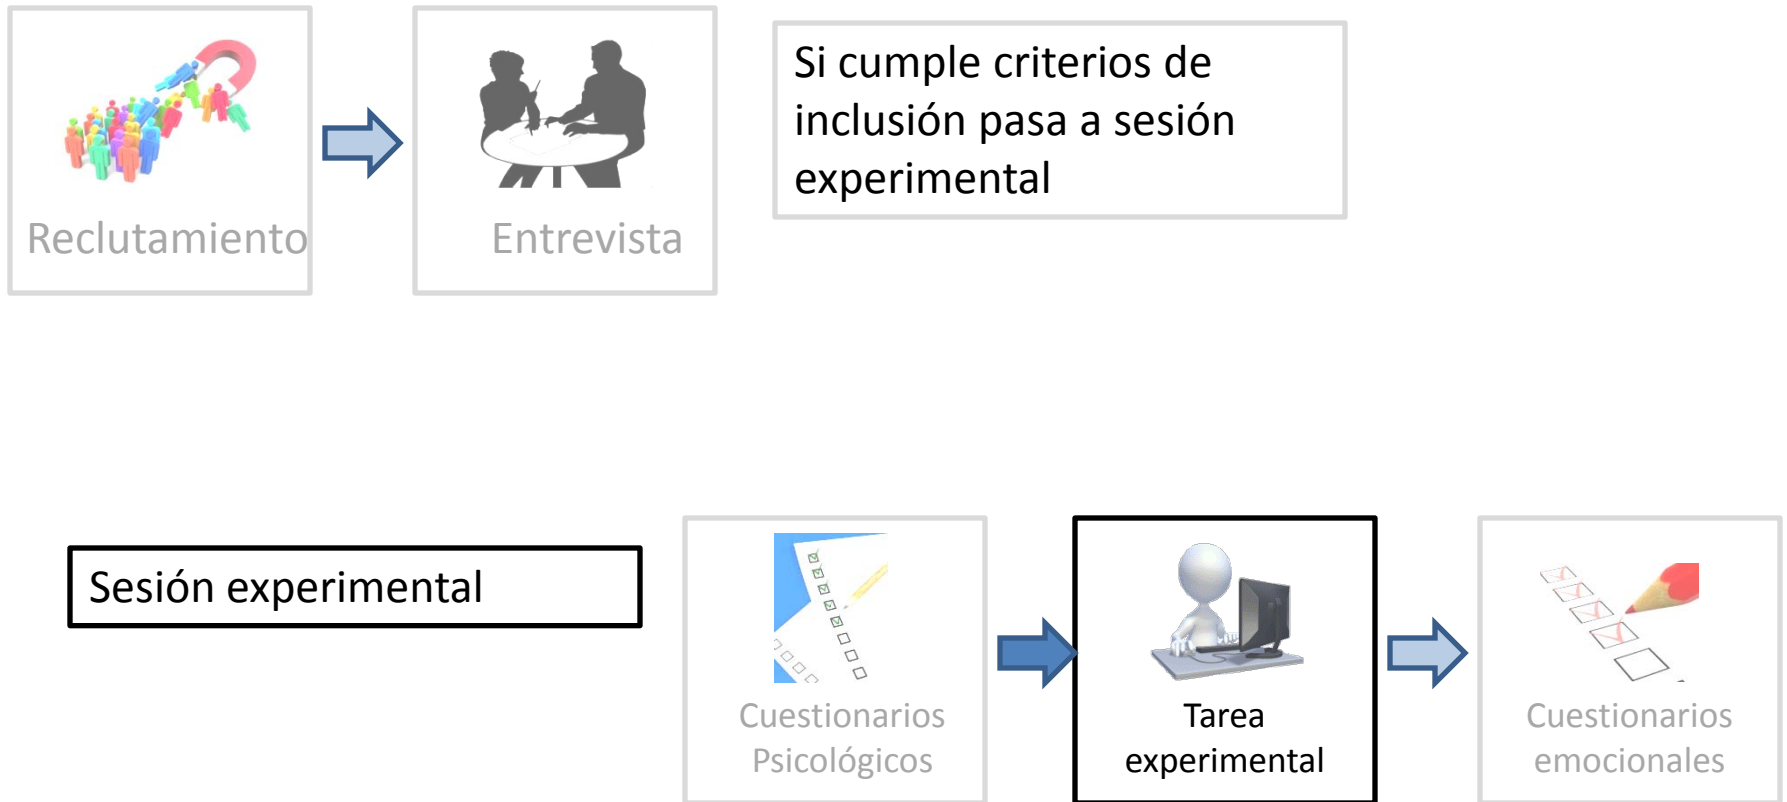 Reclutamiento
Entrevista
Si cumple criterios de
inclusión pasa a sesión
experimental
Sesión experimental
Cuestionarios
Psicológicos
Tarea
experimental
Cuestionarios
emocionales